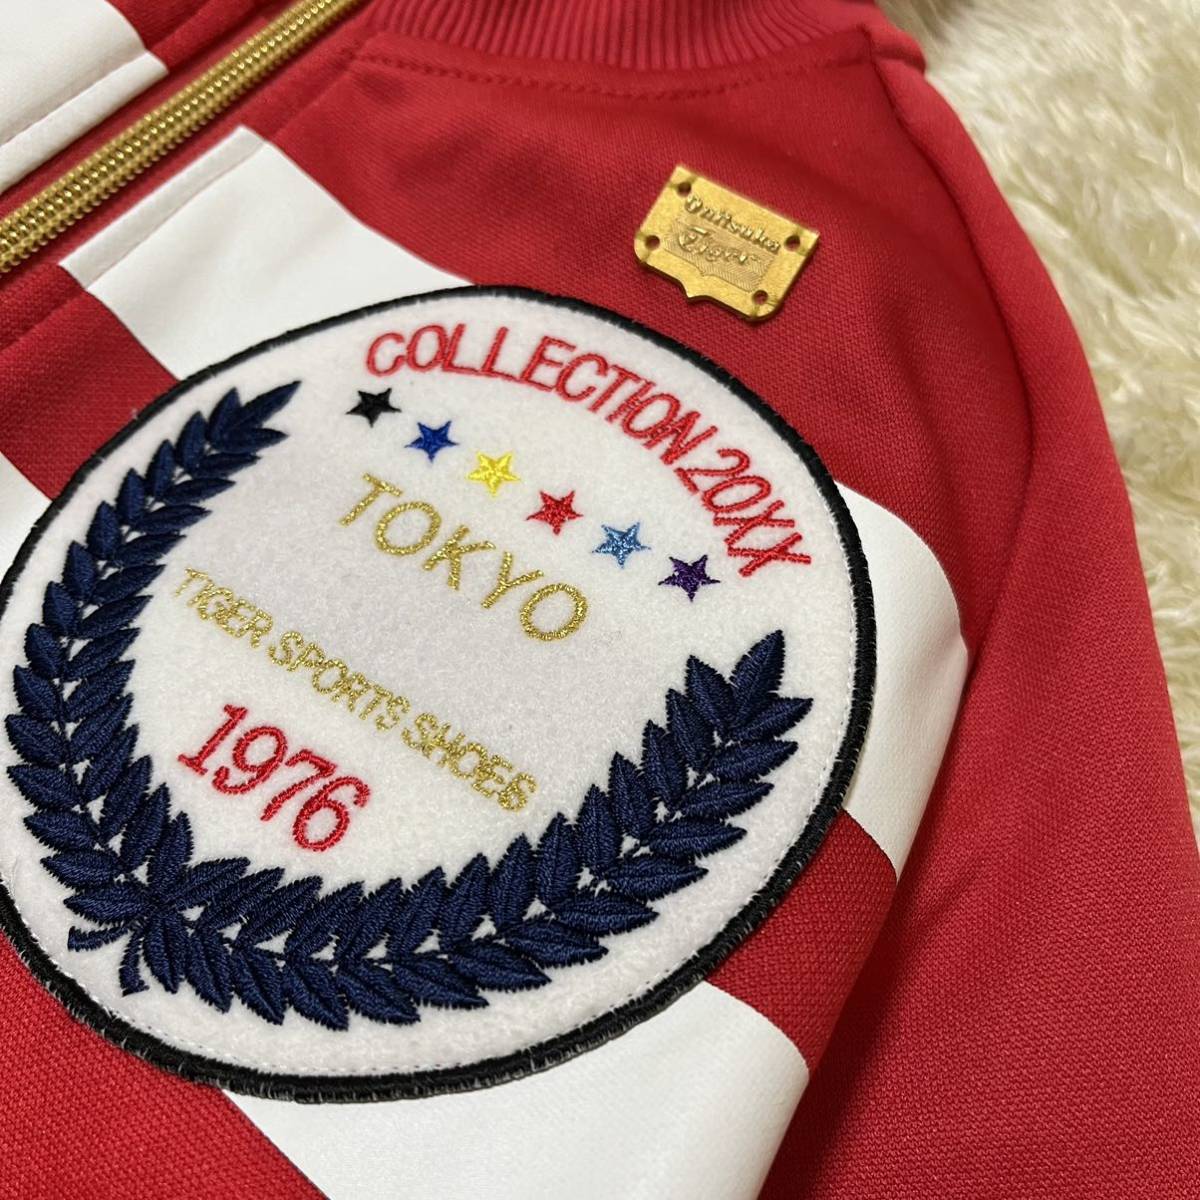 Onitsuka
Tiger
COLLECTION 20XX
TOKYO
TIGER SPORTS SHOES
1976